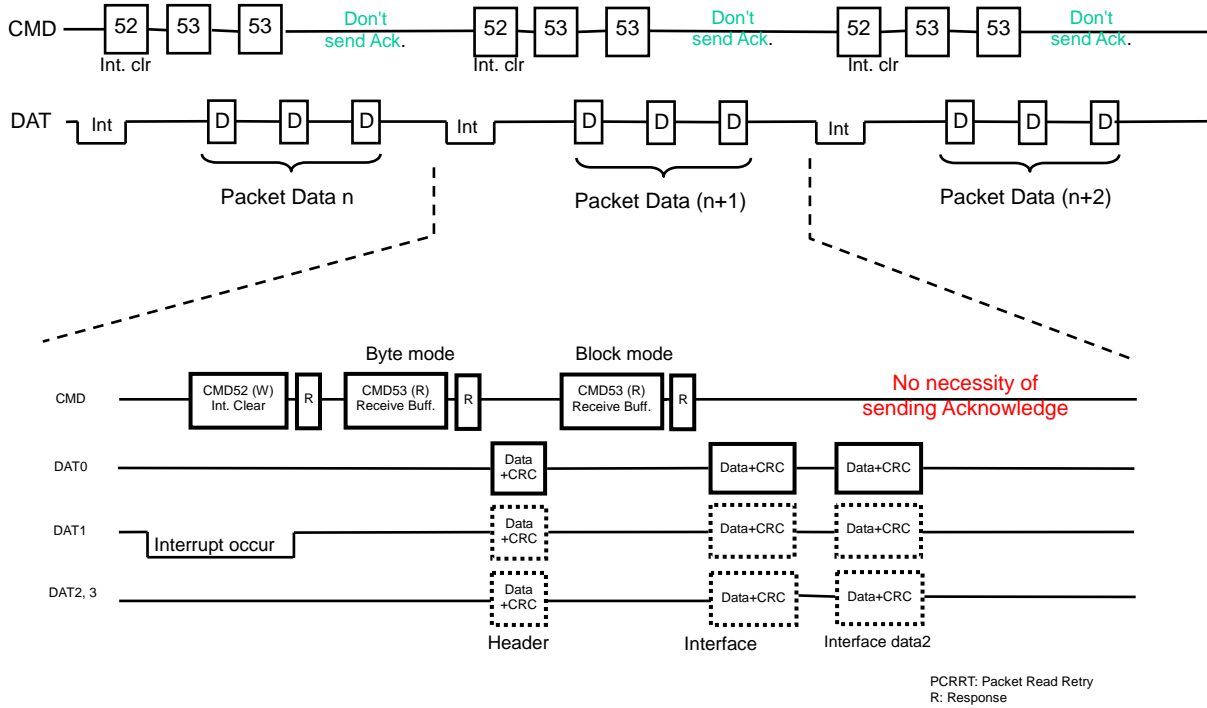 CMD 52 53 53 Don't send Ack. 52 53 53 Don't send Ack. 52 53 53 Don't send Ack.
Int. clr Int. clr Int. clr
DAT Int D D D Int D D D Int D D D
Packet Data n Packet Data (n+1) Packet Data (n+2)
Byte mode Block mode
CMD CMD52 (W) Int. Clear R CMD53 (R) Receive Buff. R CMD53 (R) Receive Buff. R
No necessity of
sending Acknowledge
DAT0 Data +CRC Data+CRC Data+CRC
DAT1 Interrupt occur Data +CRC Data+CRC Data+CRC
DAT2, 3 Data +CRC Data+CRC Data+CRC
Header Interface Interface data2
PCRRT: Packet Read Retry
R: Response